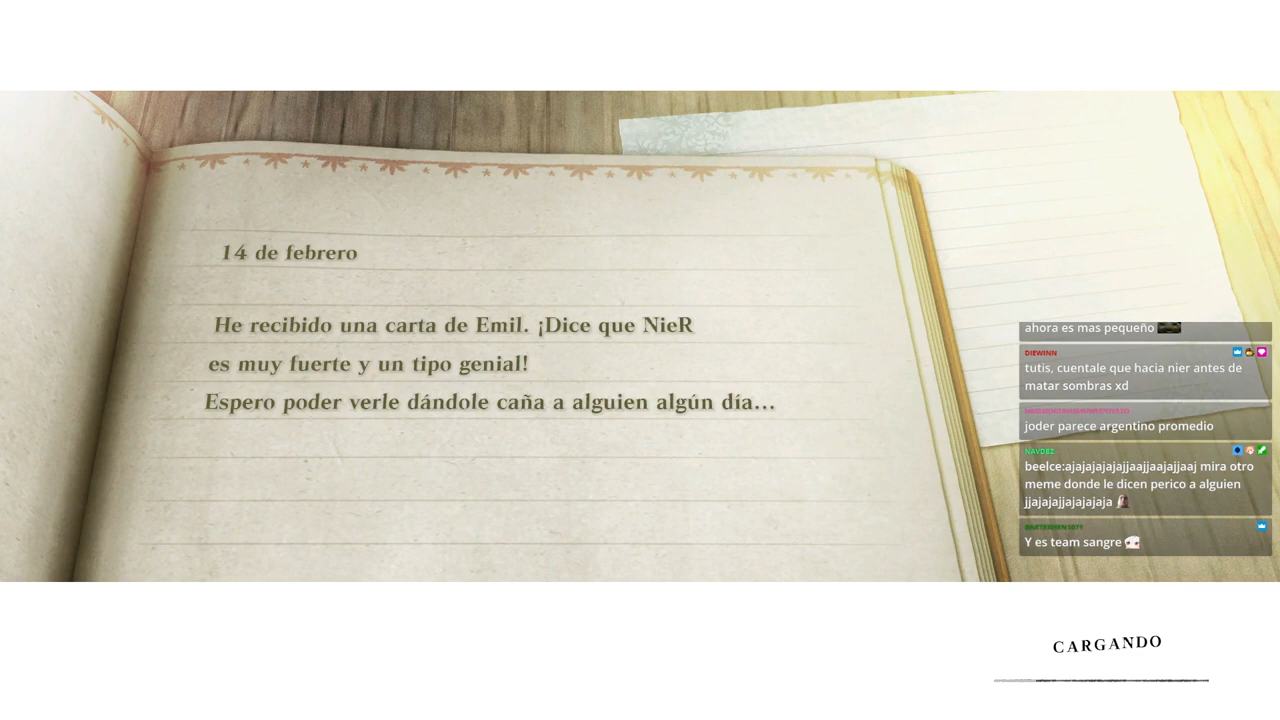 14 de febrero
He recibido una carta de Emil. ¡Dice que NieR
es muy fuerte y un tipo genial!
Espero poder verle dándole caña a alguien algún día...
ahora es mas pequeño
DIEWINN
tutis, cuentale que hacia nier antes de
matar sombras xd
joder parece argentino promedio
NAVDBZ
beelce:ajajajajajajjaajjaajajjaaj mira otro
meme donde le dicen perico a alguien
jjajajajjajajajaja
Y es team sangre
CARGANDO